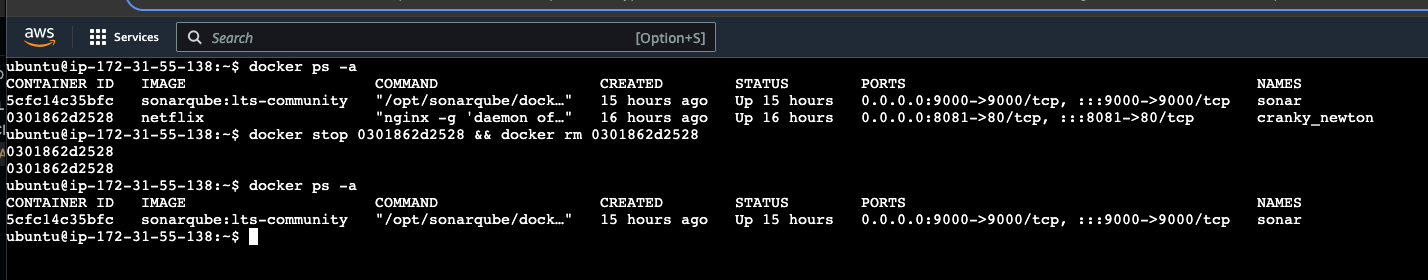 aws Services Search [Option+S]
ubuntu@ip-172-31-55-138:~$ docker ps -a
CONTAINER ID IMAGE COMMAND CREATED STATUS PORTS NAMES
5cfc14c35bfc sonarqube:lts-community "/opt/sonarqube/dock…" 15 hours ago Up 15 hours 0.0.0.0:9000->9000/tcp, :::9000->9000/tcp sonar
0301862d2528 netflix "nginx -g 'daemon of…" 16 hours ago Up 16 hours 0.0.0.0:8081->80/tcp, :::8081->80/tcp cranky_newton
ubuntu@ip-172-31-55-138:~$ docker stop 0301862d2528 && docker rm 0301862d2528
0301862d2528
0301862d2528
ubuntu@ip-172-31-55-138:~$ docker ps -a
CONTAINER ID IMAGE COMMAND CREATED STATUS PORTS NAMES
5cfc14c35bfc sonarqube:lts-community "/opt/sonarqube/dock…" 15 hours ago Up 15 hours 0.0.0.0:9000->9000/tcp, :::9000->9000/tcp sonar
ubuntu@ip-172-31-55-138:~$